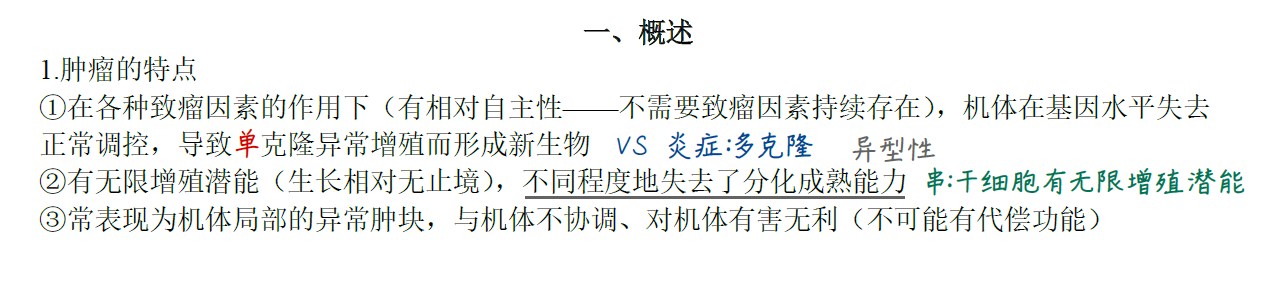 一、概述
1.肿瘤的特点
①在各种致瘤因素的作用下（有相对自主性——不需要致瘤因素持续存在），机体在基因水平失去
正常调控，导致单克隆异常增殖而形成新生物 VS 炎症:多克隆 异型性
②有无限增殖潜能（生长相对无止境），不同程度地失去了分化成熟能力 串:干细胞有无限增殖潜能
③常表现为机体局部的异常肿块，与机体不协调、对机体有害无利（不可能有代偿功能）